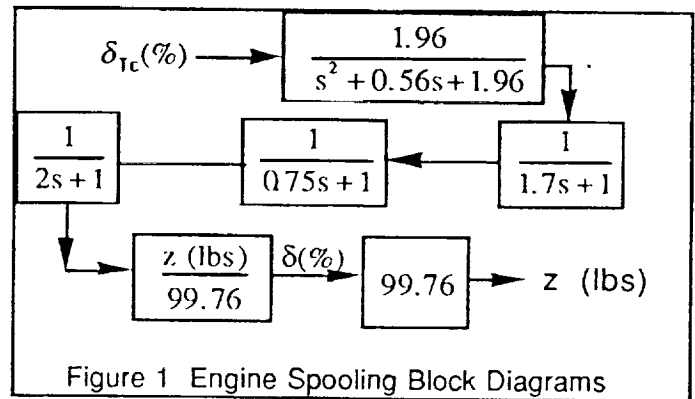 δTc(%)
1.96
s² + 0.56s + 1.96
1
2s + 1
1
0.75s + 1
1
1.7s + 1
z (lbs)
99.76
δ(%)
99.76
z (lbs)
Figure 1 Engine Spooling Block Diagrams